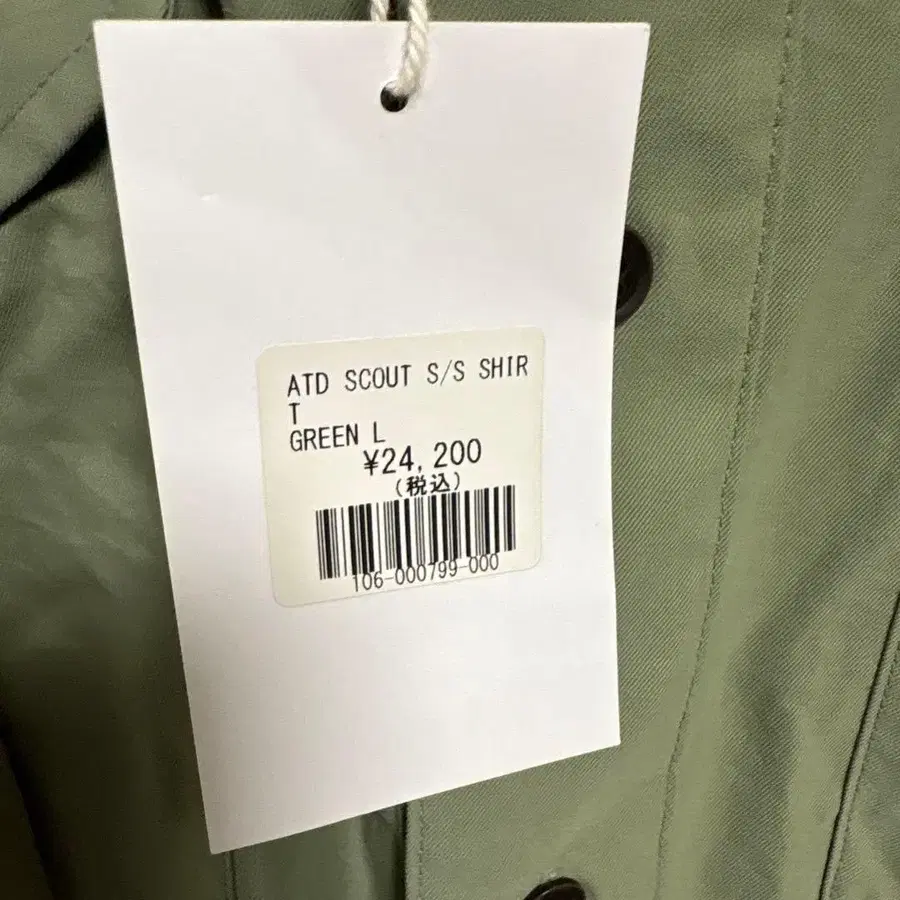 ATD SCOUT S/S SHIR
T
GREEN L
¥24,200
(税込)
106-000799-000